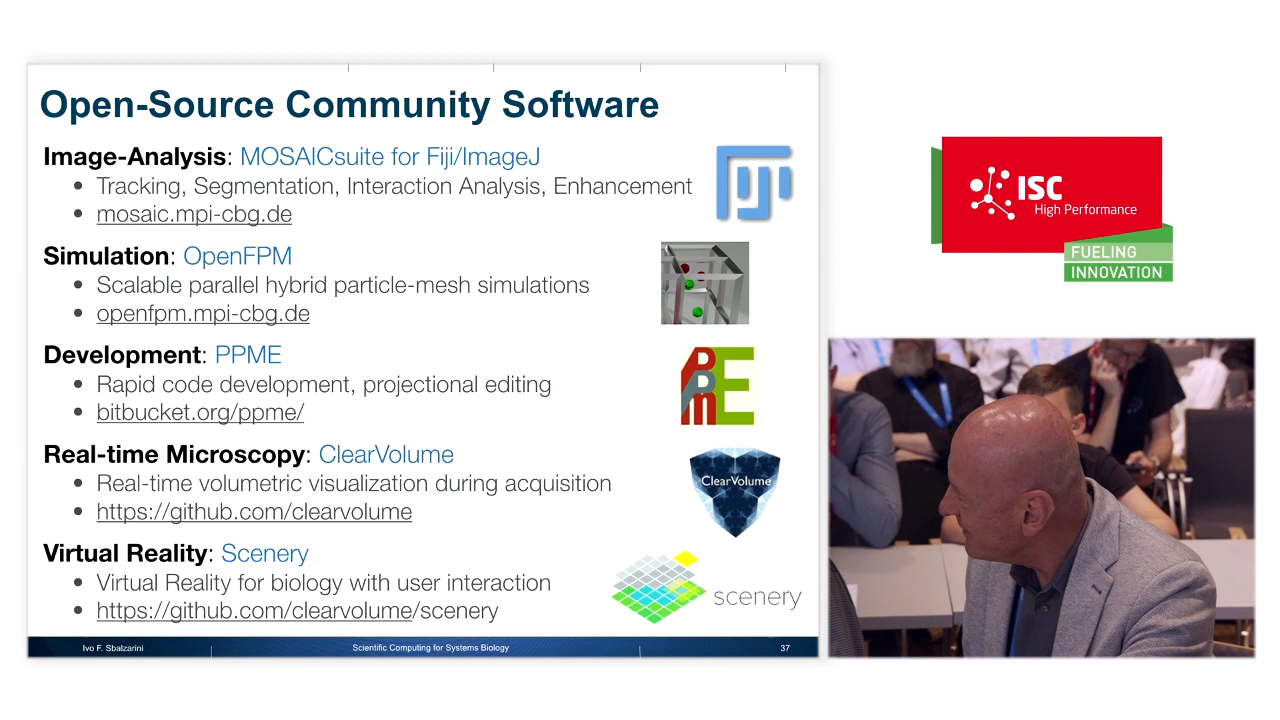 Open-Source Community Software
Image-Analysis: MOSAICsuite for Fiji/ImageJ
• Tracking, Segmentation, Interaction Analysis, Enhancement
• mosaic.mpi-cbg.de
Simulation: OpenFPM
• Scalable parallel hybrid particle-mesh simulations
• openfpm.mpi-cbg.de
Development: PPME
• Rapid code development, projectional editing
• bitbucket.org/ppme/
PPME
Real-time Microscopy: ClearVolume
• Real-time volumetric visualization during acquisition
• https://github.com/clearvolume
ClearVolume
Virtual Reality: Scenery
• Virtual Reality for biology with user interaction
• https://github.com/clearvolume/scenery
scenery
Ivo F. Sbalzarini Scientific Computing for Systems Biology 37
ISC
High Performance
FUELING
INNOVATION